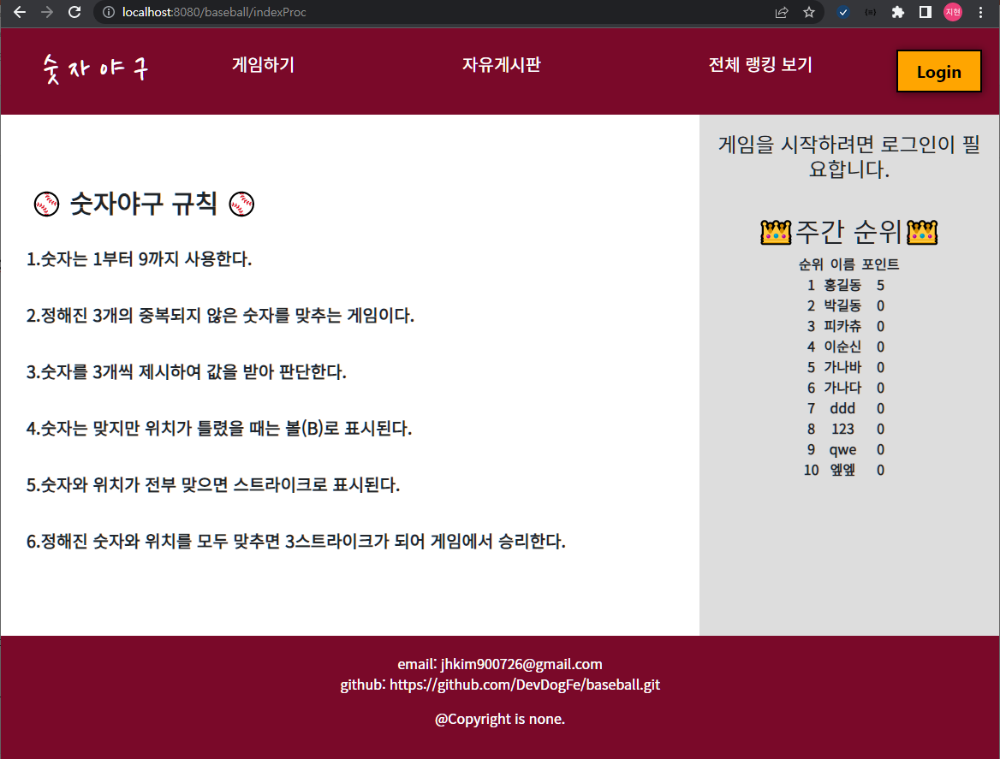 localhost:8080/baseball/indexProc
지현
숫자야구
게임하기
자유게시판
전체 랭킹 보기
Login
숫자야구 규칙
1.숫자는 1부터 9까지 사용한다.
2.정해진 3개의 중복되지 않은 숫자를 맞추는 게임이다.
3.숫자를 3개씩 제시하여 값을 받아 판단한다.
4.숫자는 맞지만 위치가 틀렸을 때는 볼(B)로 표시된다.
5.숫자와 위치가 전부 맞으면 스트라이크로 표시된다.
6.정해진 숫자와 위치를 모두 맞추면 3스트라이크가 되어 게임에서 승리한다.
게임을 시작하려면 로그인이 필
요합니다.
주간 순위
순위 이름 포인트
1 홍길동 5
2 박길동 0
3 피카츄 0
4 이순신 0
5 가나바 0
6 가나다 0
7 ddd 0
8 123 0
9 qwe 0
10 엪엪 0
email: jhkim900726@gmail.com
github: https://github.com/DevDogFe/baseball.git
@Copyright is none.